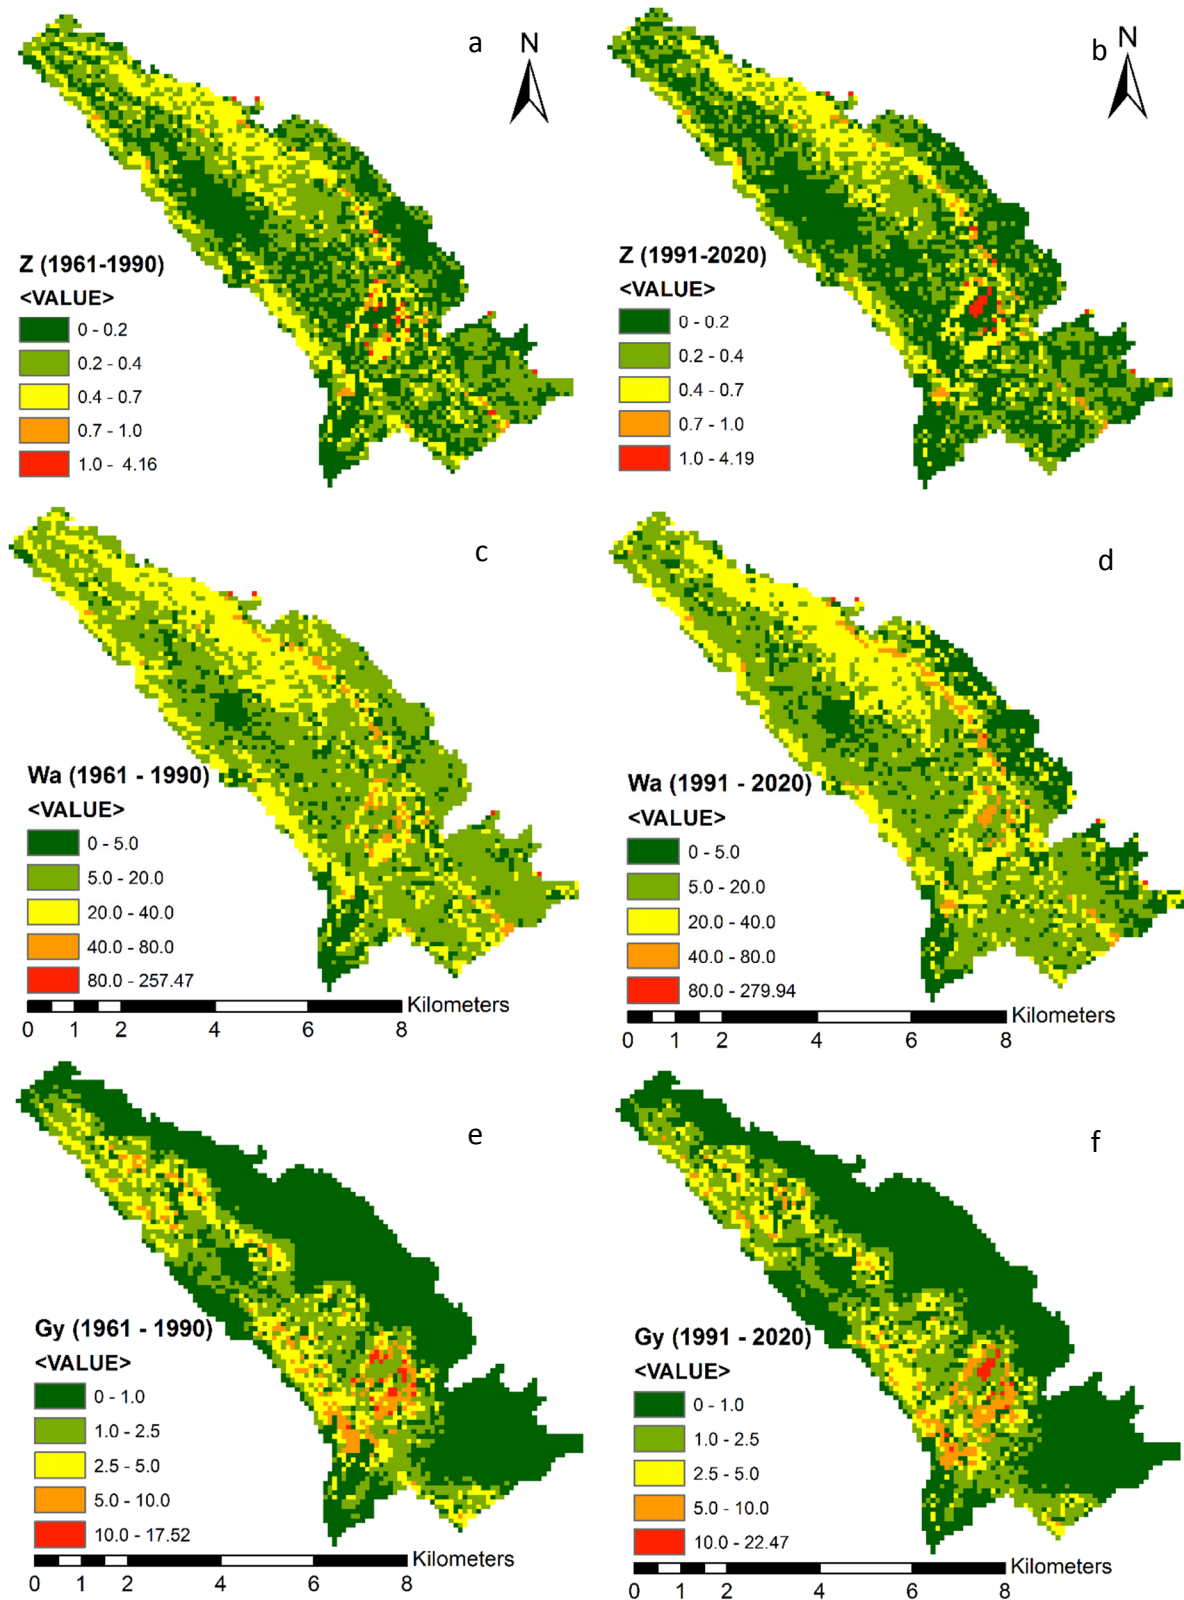 a
N
Z (1961-1990)
<VALUE>
0 - 0.2
0.2 - 0.4
0.4 - 0.7
0.7 - 1.0
1.0 - 4.16
b
N
Z (1991-2020)
<VALUE>
0 - 0.2
0.2 - 0.4
0.4 - 0.7
0.7 - 1.0
1.0 - 4.19
c
Wa (1961 - 1990)
<VALUE>
0 - 5.0
5.0 - 20.0
20.0 - 40.0
40.0 - 80.0
80.0 - 257.47
Kilometers
0 1 2 4 6 8
d
Wa (1991 - 2020)
<VALUE>
0 - 5.0
5.0 - 20.0
20.0 - 40.0
40.0 - 80.0
80.0 - 279.94
Kilometers
0 1 2 4 6 8
e
Gy (1961 - 1990)
<VALUE>
0 - 1.0
1.0 - 2.5
2.5 - 5.0
5.0 - 10.0
10.0 - 17.52
Kilometers
0 1 2 4 6 8
f
Gy (1991 - 2020)
<VALUE>
0 - 1.0
1.0 - 2.5
2.5 - 5.0
5.0 - 10.0
10.0 - 22.47
Kilometers
0 1 2 4 6 8